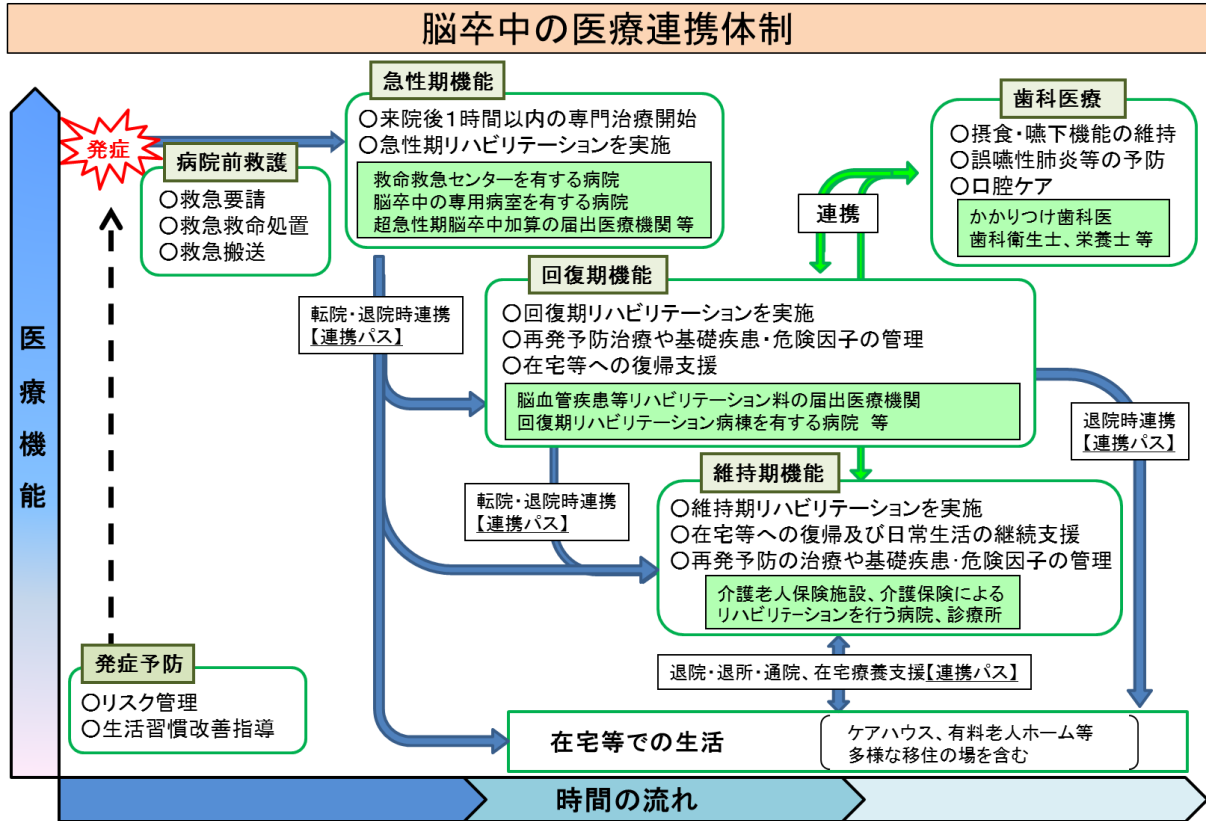 脳卒中の医療連携体制
医療機能
発症
病院前救護
○救急要請
○救急救命処置
○救急搬送
急性期機能
○来院後1時間以内の専門治療開始
○急性期リハビリテーションを実施
救命救急センターを有する病院
脳卒中の専用病室を有する病院
超急性期脳卒中加算の届出医療機関 等
歯科医療
○摂食・嚥下機能の維持
○誤嚥性肺炎等の予防
○口腔ケア
かかりつけ歯科医
歯科衛生士、栄養士 等
連携
転院・退院時連携
【連携パス】
回復期機能
○回復期リハビリテーションを実施
○再発予防治療や基礎疾患・危険因子の管理
○在宅等への復帰支援
脳血管疾患等リハビリテーション料の届出医療機関
回復期リハビリテーション病棟を有する病院 等
退院時連携
【連携パス】
転院・退院時連携
【連携パス】
維持期機能
○維持期リハビリテーションを実施
○在宅等への復帰及び日常生活の継続支援
○再発予防の治療や基礎疾患・危険因子の管理
介護老人保険施設、介護保険による
リハビリテーションを行う病院、診療所
発症予防
○リスク管理
○生活習慣改善指導
退院・退所・通院、在宅療養支援【連携パス】
在宅等での生活
ケアハウス、有料老人ホーム等
多様な移住の場を含む
時間の流れ